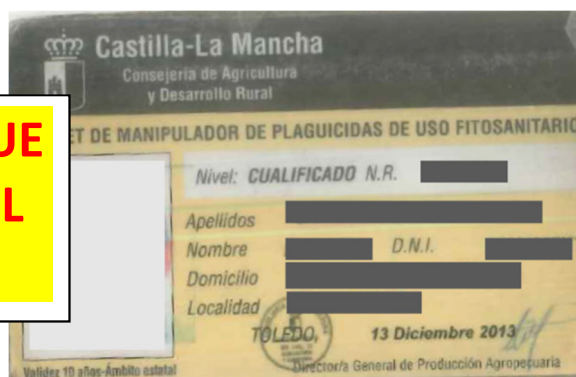 Castilla-La Mancha
Consejería de Agricultura
y Desarrollo Rural
UE
L
ET DE MANIPULADOR DE PLAGUICIDAS DE USO FITOSANITARIO
Nivel: CUALIFICADO N.R.
Apellidos
Nombre D.N.I.
Domicilio
Localidad
TOLEDO, 13 Diciembre 2013
Validez 10 años-Ámbito estatal
Director/a General de Producción Agropecuaria